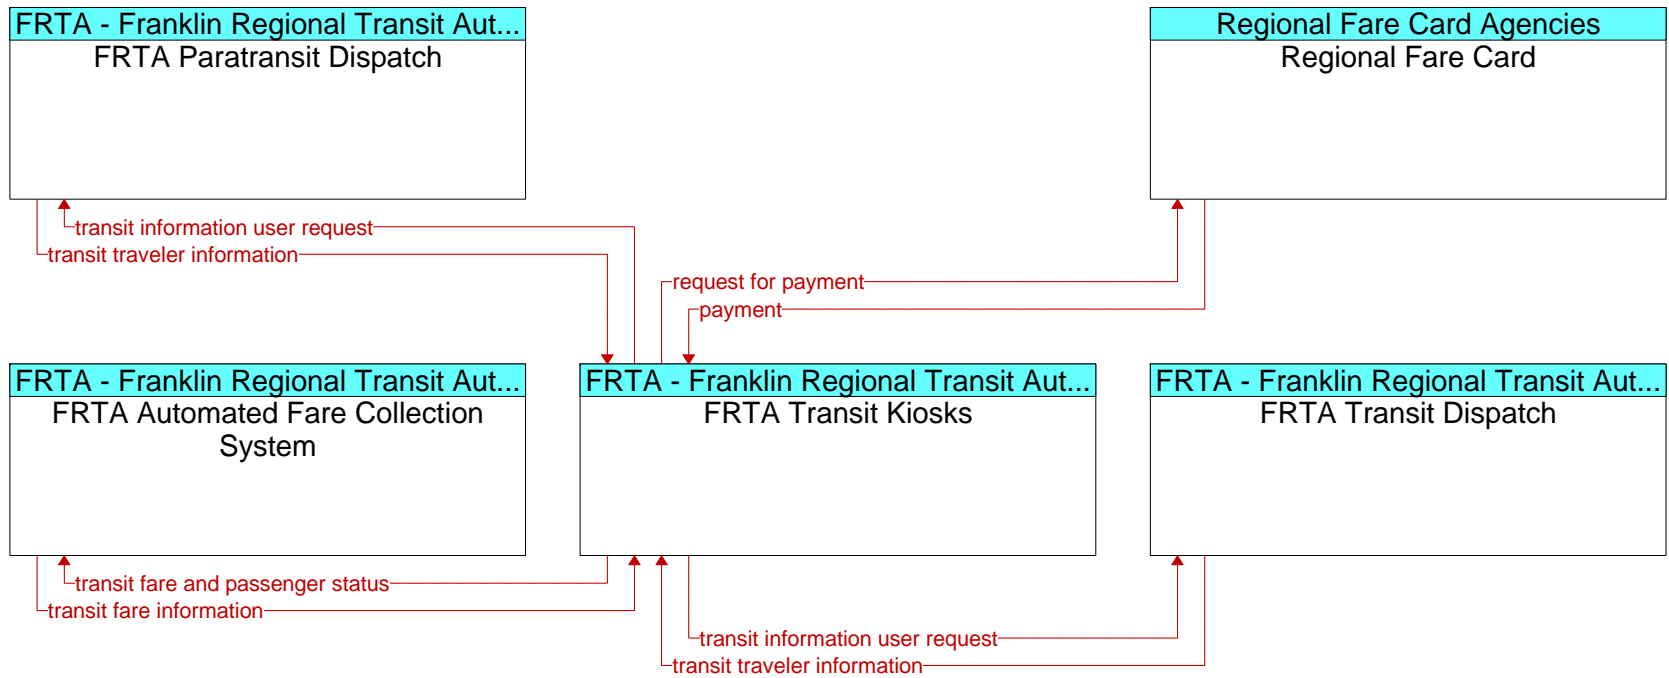 FRTA - Franklin Regional Transit Aut...
FRTA Paratransit Dispatch
Regional Fare Card Agencies
Regional Fare Card
transit information user request
transit traveler information
request for payment
payment
FRTA - Franklin Regional Transit Aut...
FRTA Automated Fare Collection
System
FRTA - Franklin Regional Transit Aut...
FRTA Transit Kiosks
FRTA - Franklin Regional Transit Aut...
FRTA Transit Dispatch
transit fare and passenger status
transit fare information
transit information user request
transit traveler information